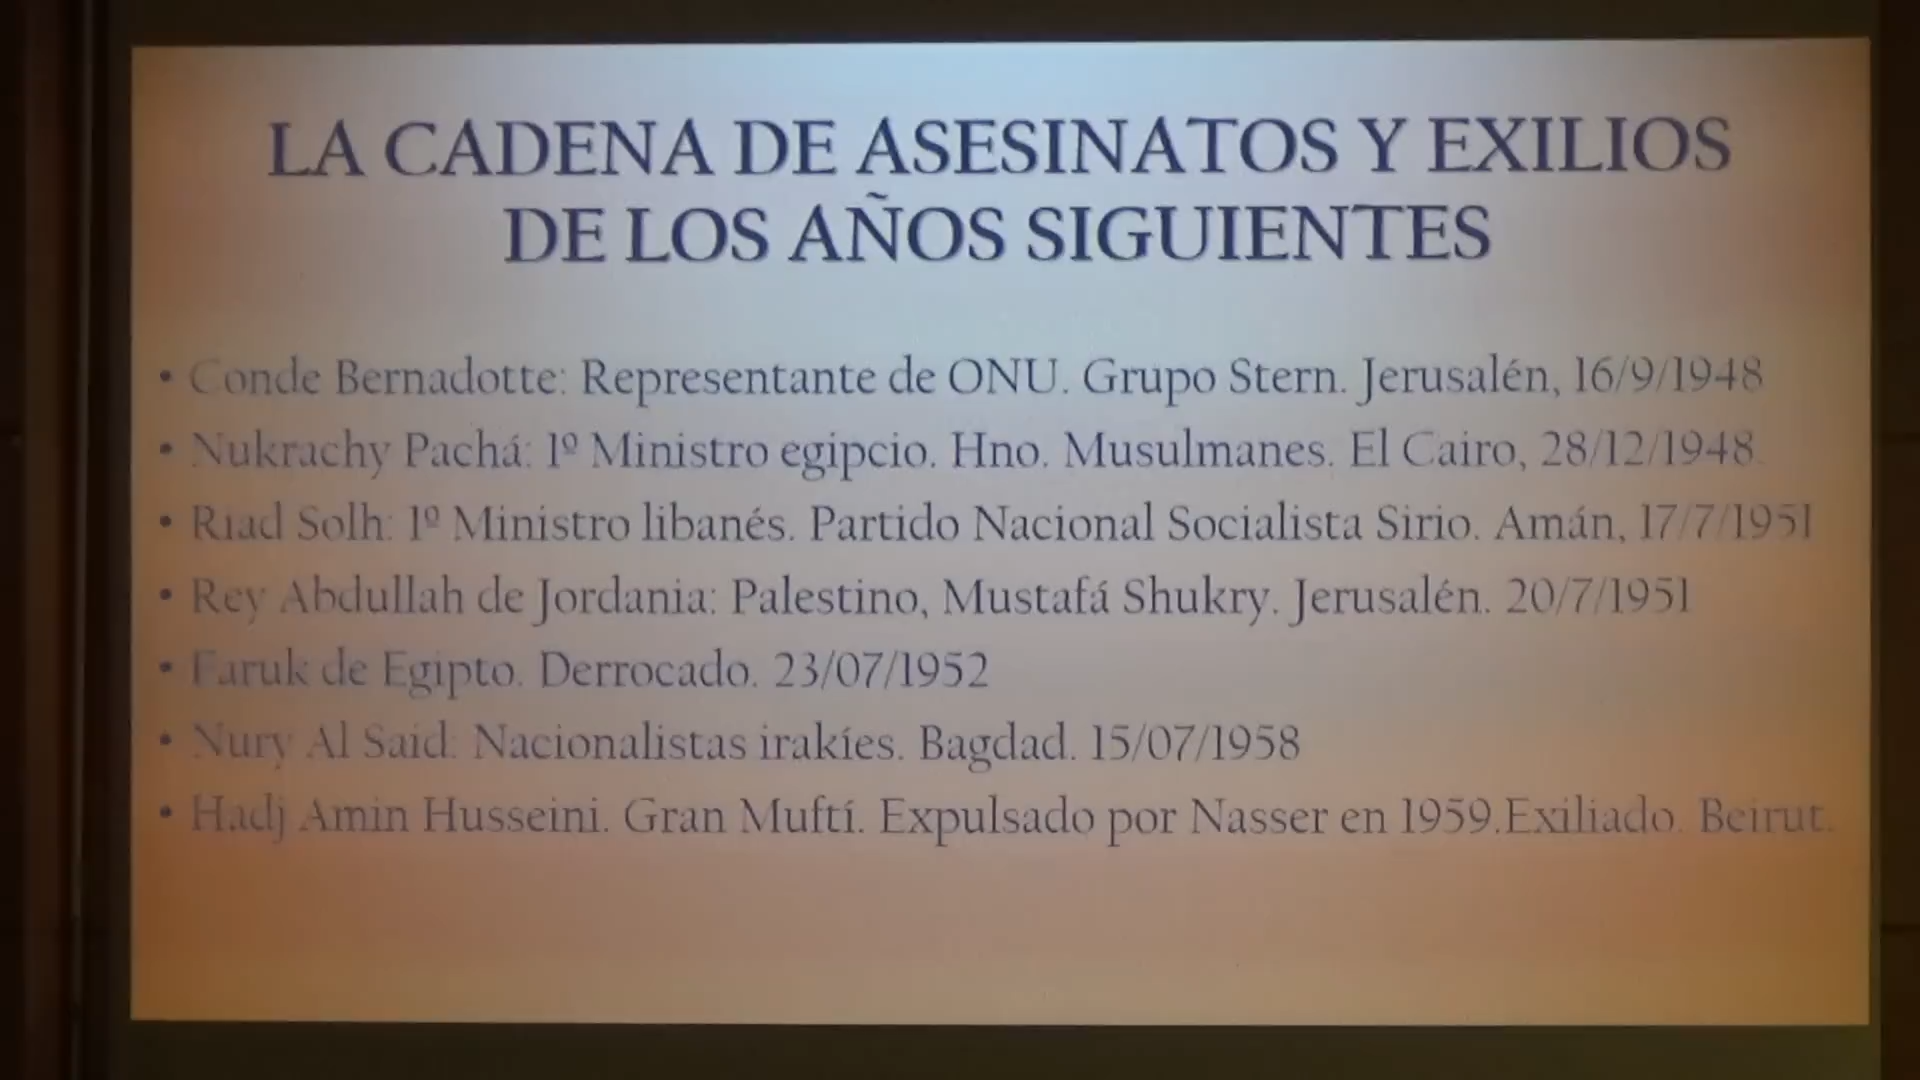 LA CADENA DE ASESINATOS Y EXILIOS
DE LOS AÑOS SIGUIENTES
• Conde Bernadotte: Representante de ONU. Grupo Stern. Jerusalén, 16/9/1948
• Nukrachy Pachá: 1º Ministro egipcio. Hno. Musulmanes. El Cairo, 28/12/1948.
• Riad Solh: 1º Ministro libanés. Partido Nacional Socialista Sirio. Amán, 17/7/1951
• Rey Abdullah de Jordania: Palestino, Mustafá Shukry. Jerusalén. 20/7/1951
• Faruk de Egipto. Derrocado. 23/07/1952
• Nury Al Said: Nacionalistas irakíes. Bagdad. 15/07/1958
• Hadj Amin Husseini. Gran Muftí. Expulsado por Nasser en 1959.Exiliado. Beirut.